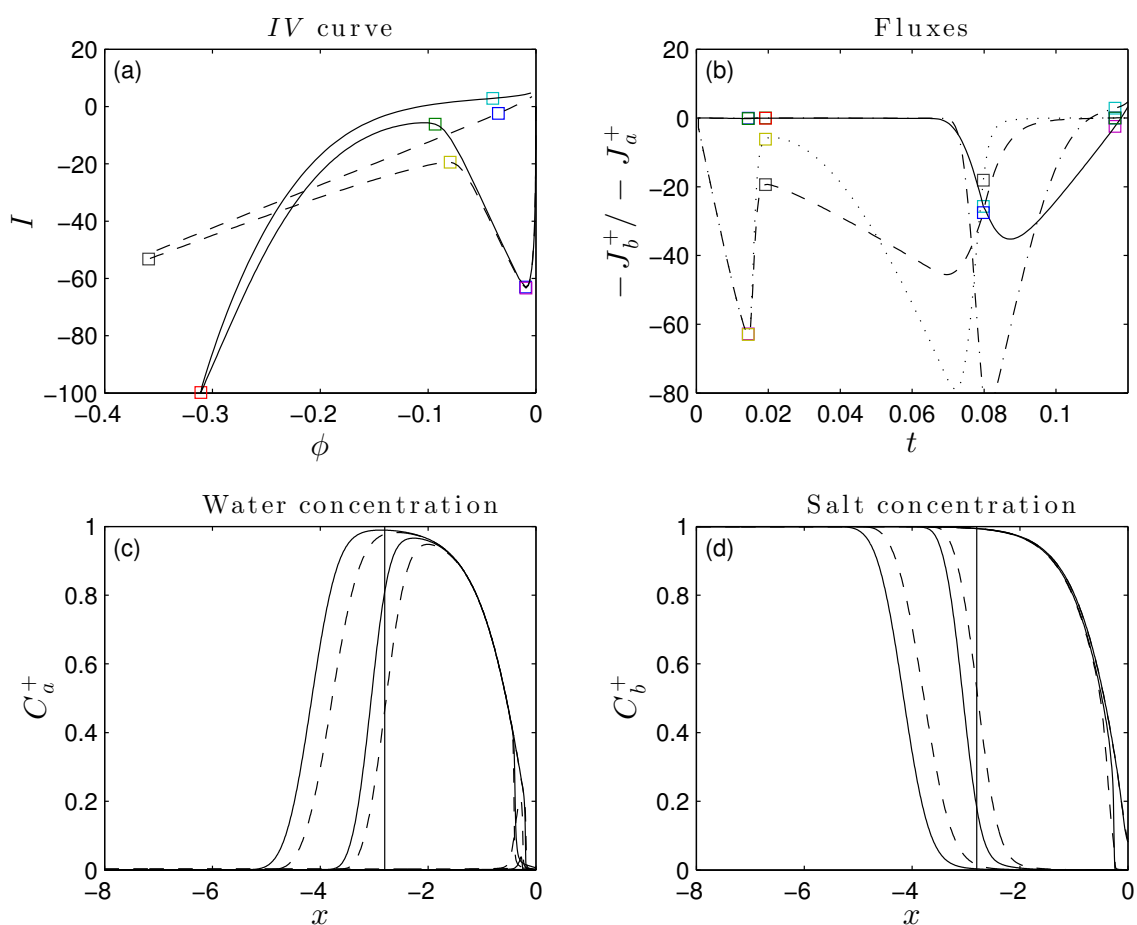 IV curve
Fluxes
(a)
20
0
−20
−40
−60
−80
−100
I
−0.4 −0.3 −0.2 −0.1 0
ϕ
(b)
20
0
−20
−40
−60
−80
−J_b^+ / − J_a^+
0 0.02 0.04 0.06 0.08 0.1
t
Water concentration
Salt concentration
(c)
1
0.8
0.6
0.4
0.2
0
C_a^+
−8 −6 −4 −2 0
x
(d)
1
0.8
0.6
0.4
0.2
0
C_b^+
−8 −6 −4 −2 0
x